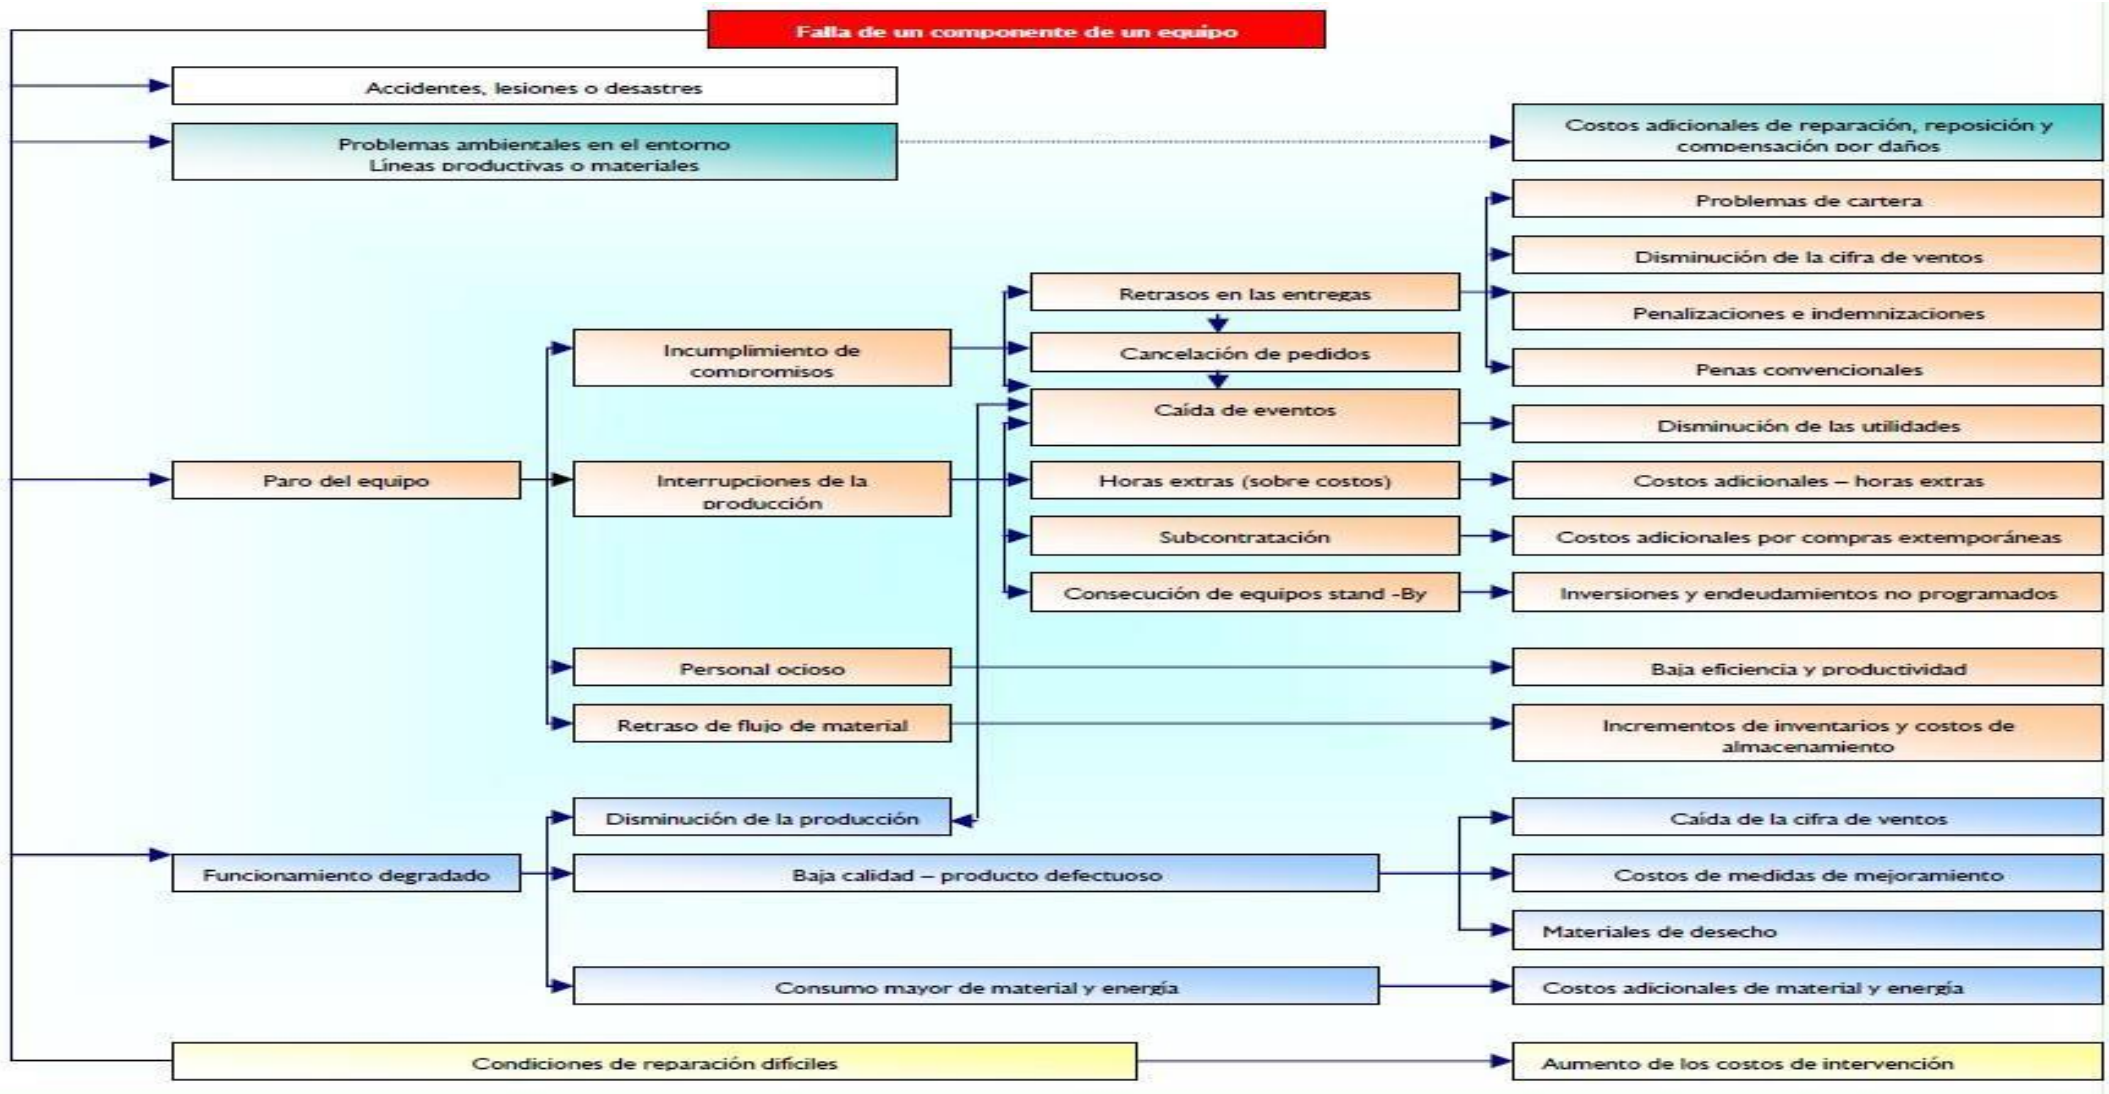 Falla de un componente de un equipo
Accidentes, lesiones o desastres
Problemas ambientales en el entorno
Líneas productivas o materiales
Costos adicionales de reparación, reposición y
compensación por daños
Problemas de cartera
Disminución de la cifra de ventos
Retrasos en las entregas
Penalizaciones e indemnizaciones
Incumplimiento de
compromisos
Cancelación de pedidos
Penas convencionales
Caída de eventos
Disminución de las utilidades
Paro del equipo
Interrupciones de la
producción
Horas extras (sobre costos)
Costos adicionales – horas extras
Subcontratación
Costos adicionales por compras extemporáneas
Consecución de equipos stand -By
Inversiones y endeudamientos no programados
Personal ocioso
Baja eficiencia y productividad
Retraso de flujo de material
Incrementos de inventarios y costos de
almacenamiento
Disminución de la producción
Caída de la cifra de ventos
Funcionamiento degradado
Baja calidad – producto defectuoso
Costos de medidas de mejoramiento
Materiales de desecho
Consumo mayor de material y energía
Costos adicionales de material y energía
Condiciones de reparación difíciles
Aumento de los costos de intervención